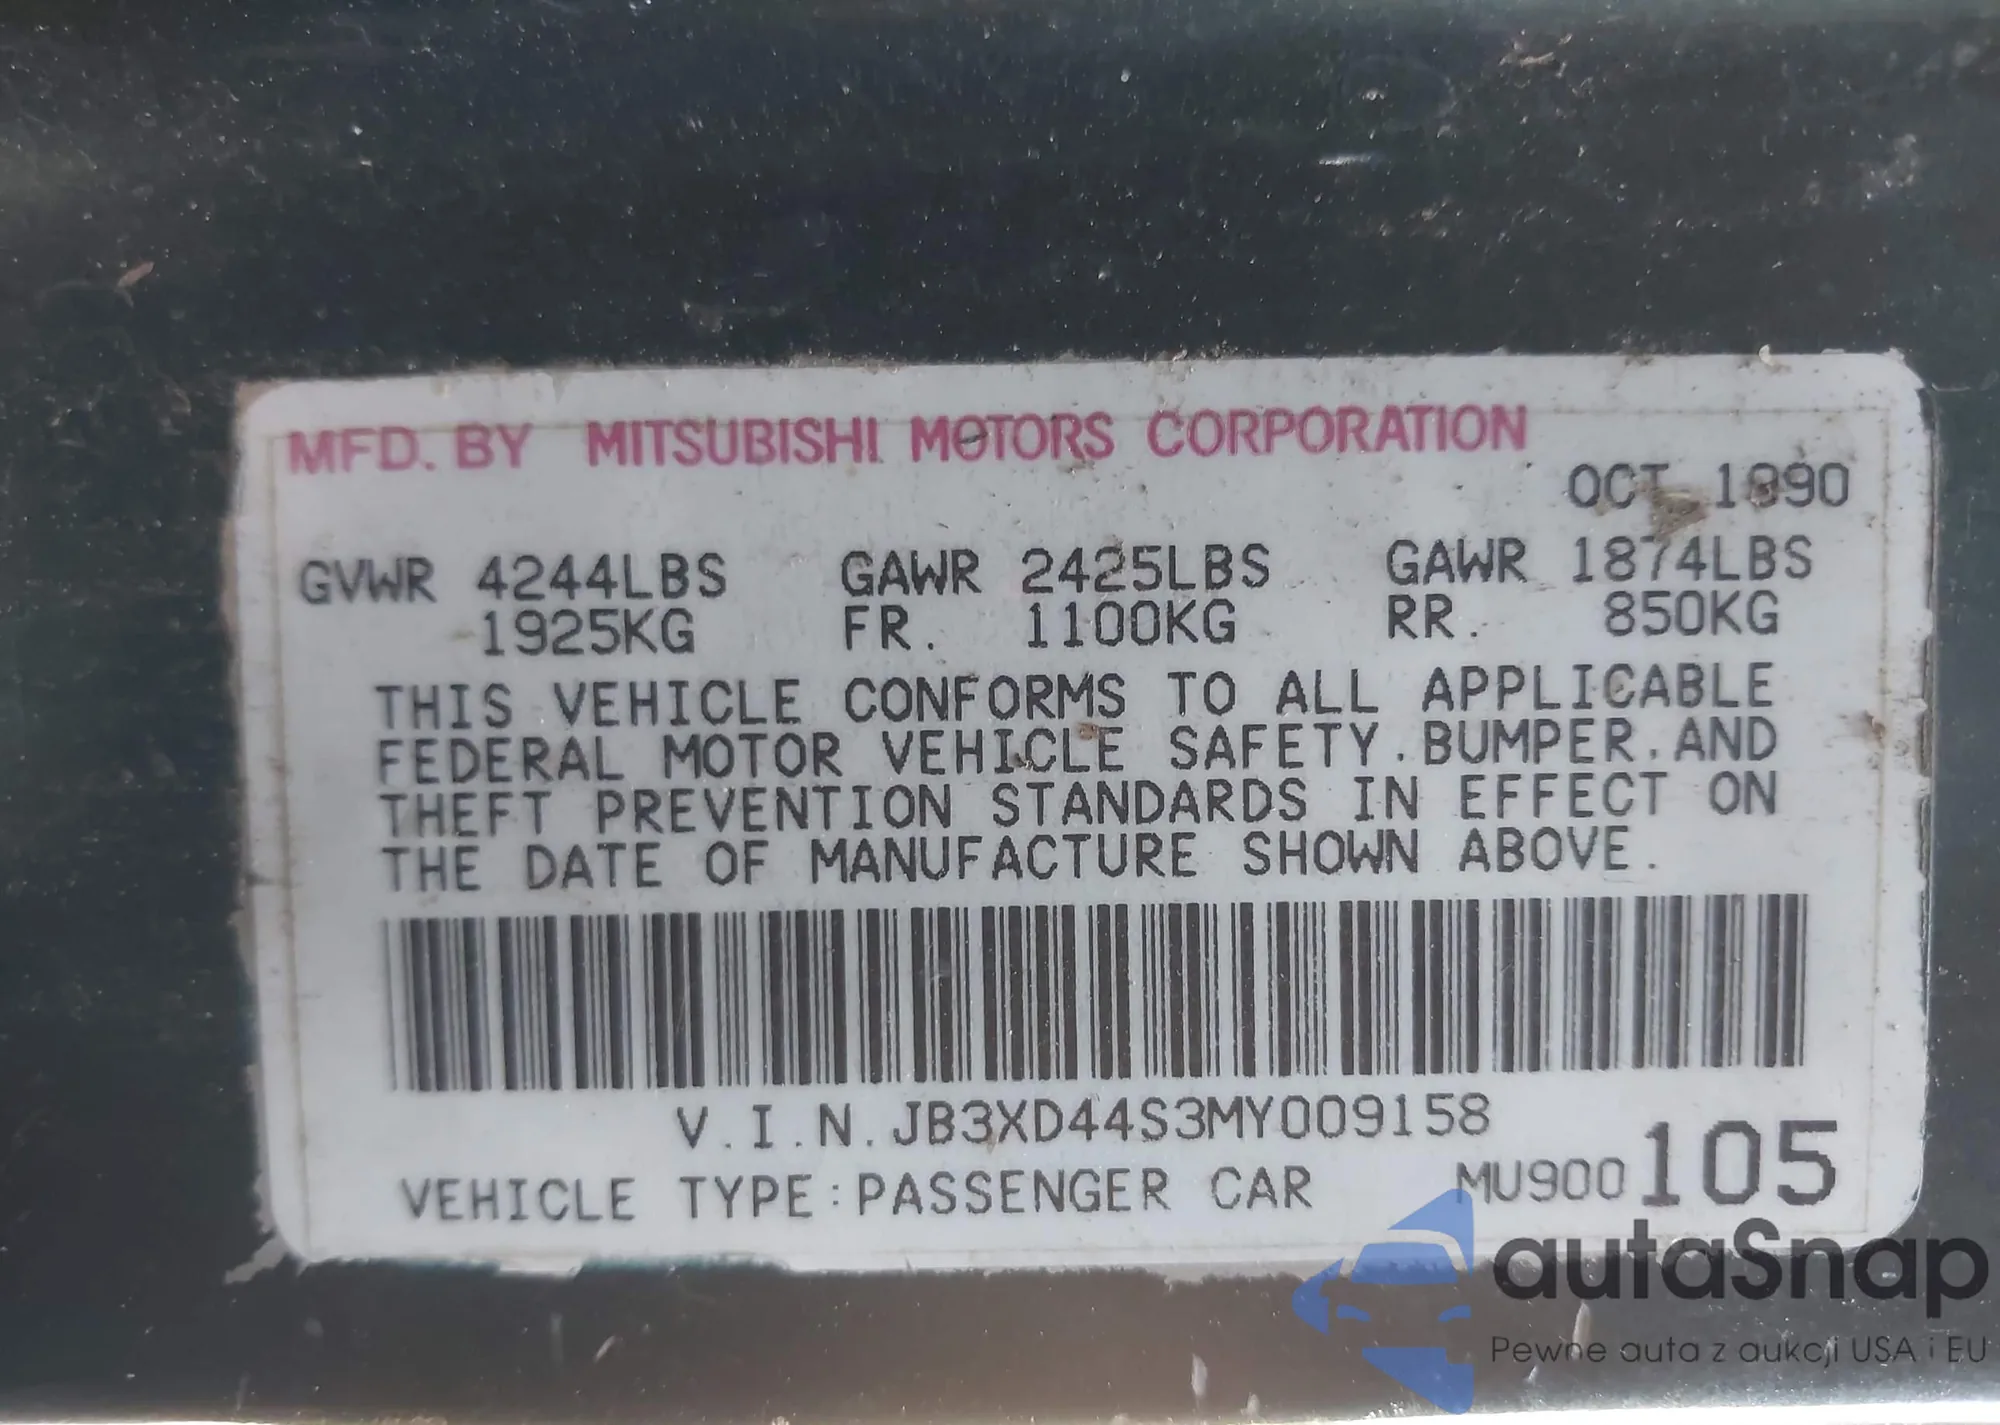 MFD. BY MITSUBISHI MOTORS CORPORATION
OCT 1990
GVWR 4244LBS GAWR 2425LBS GAWR 1874LBS
1925KG FR. 1100KG RR. 850KG
THIS VEHICLE CONFORMS TO ALL APPLICABLE
FEDERAL MOTOR VEHICLE SAFETY.BUMPER.AND
THEFT PREVENTION STANDARDS IN EFFECT ON
THE DATE OF MANUFACTURE SHOWN ABOVE.
V.I.N.JB3XD44S3MY009158
VEHICLE TYPE:PASSENGER CAR MU900105
autaSnap
Pewne auta z aukcji USA i EU